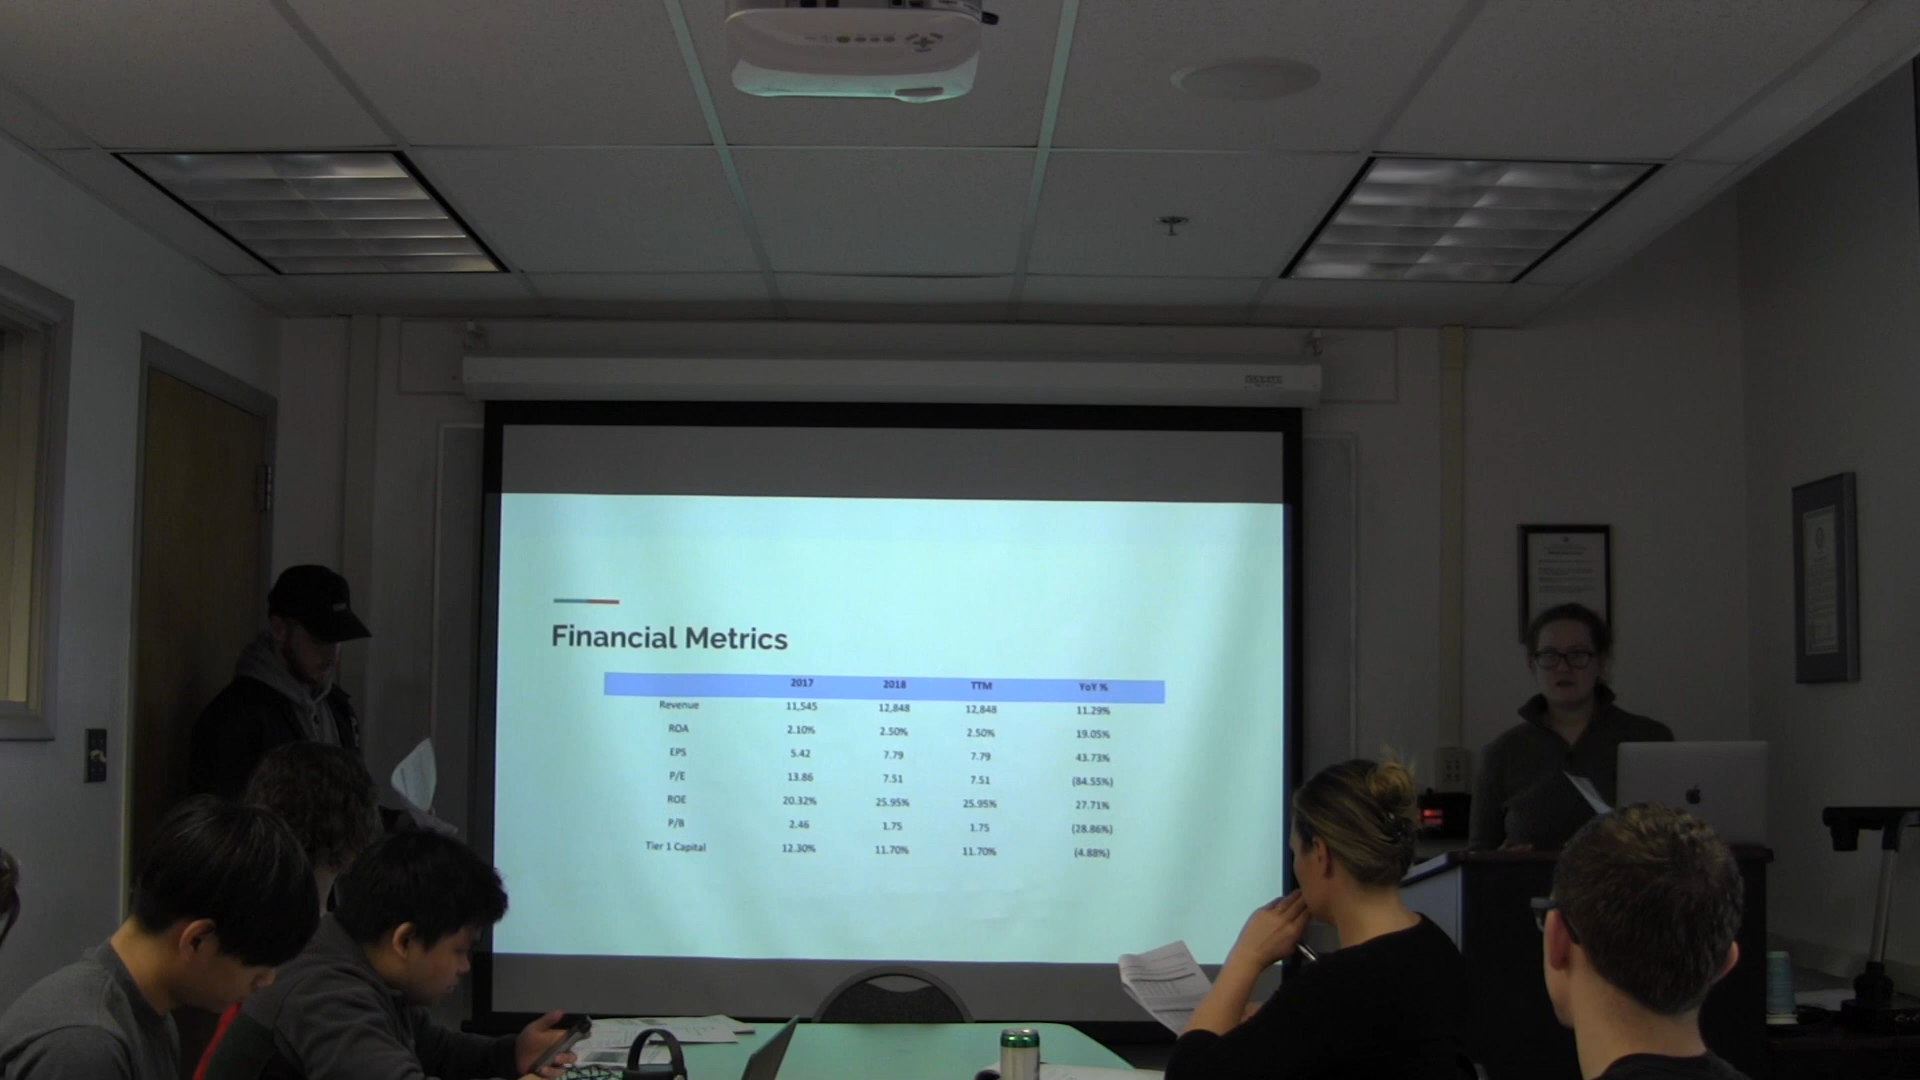 Financial Metrics
2017 2018 TTM YoY %
Revenue 11,545 12,848 12,848 11.29%
ROA 2.10% 2.50% 2.50% 19.05%
EPS 5.42 7.79 7.79 43.73%
P/E 13.86 7.51 7.51 (84.55%)
ROE 20.32% 25.95% 25.95% 27.71%
P/B 2.46 1.75 1.75 (28.86%)
Tier 1 Capital 12.30% 11.70% 11.70% (4.88%)